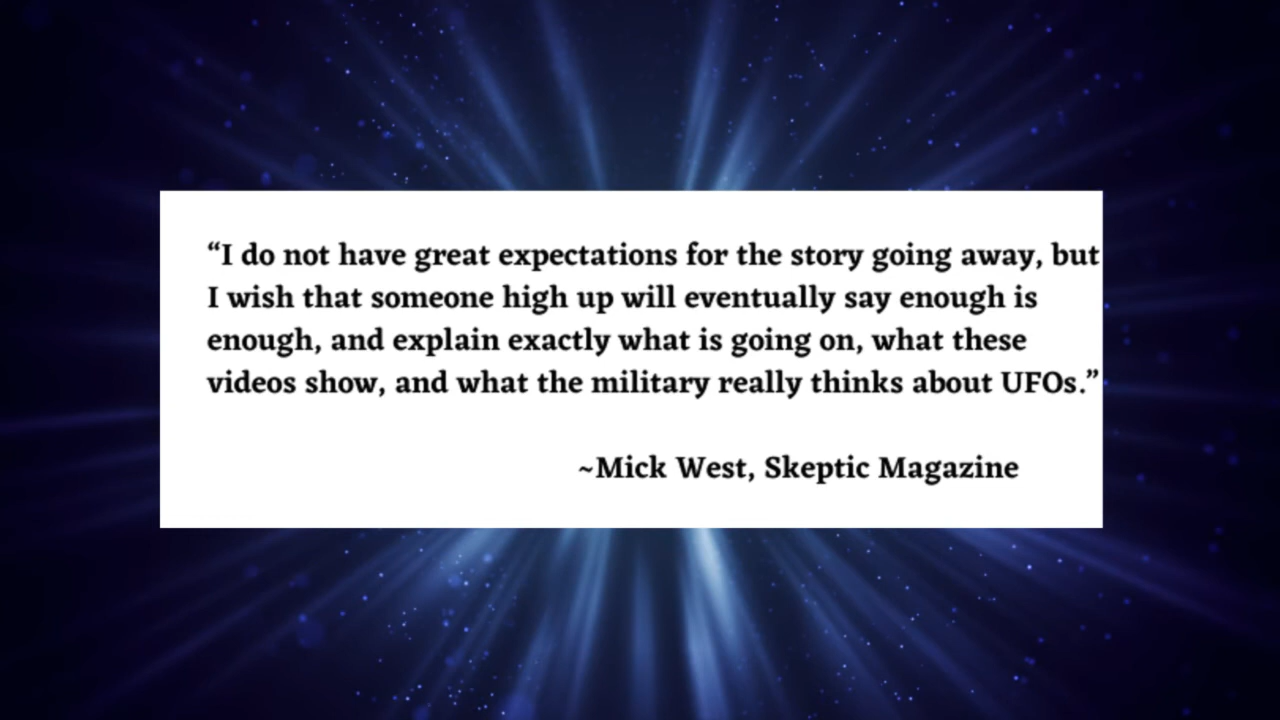 “I do not have great expectations for the story going away, but
I wish that someone high up will eventually say enough is
enough, and explain exactly what is going on, what these
videos show, and what the military really thinks about UFOs.”
~Mick West, Skeptic Magazine